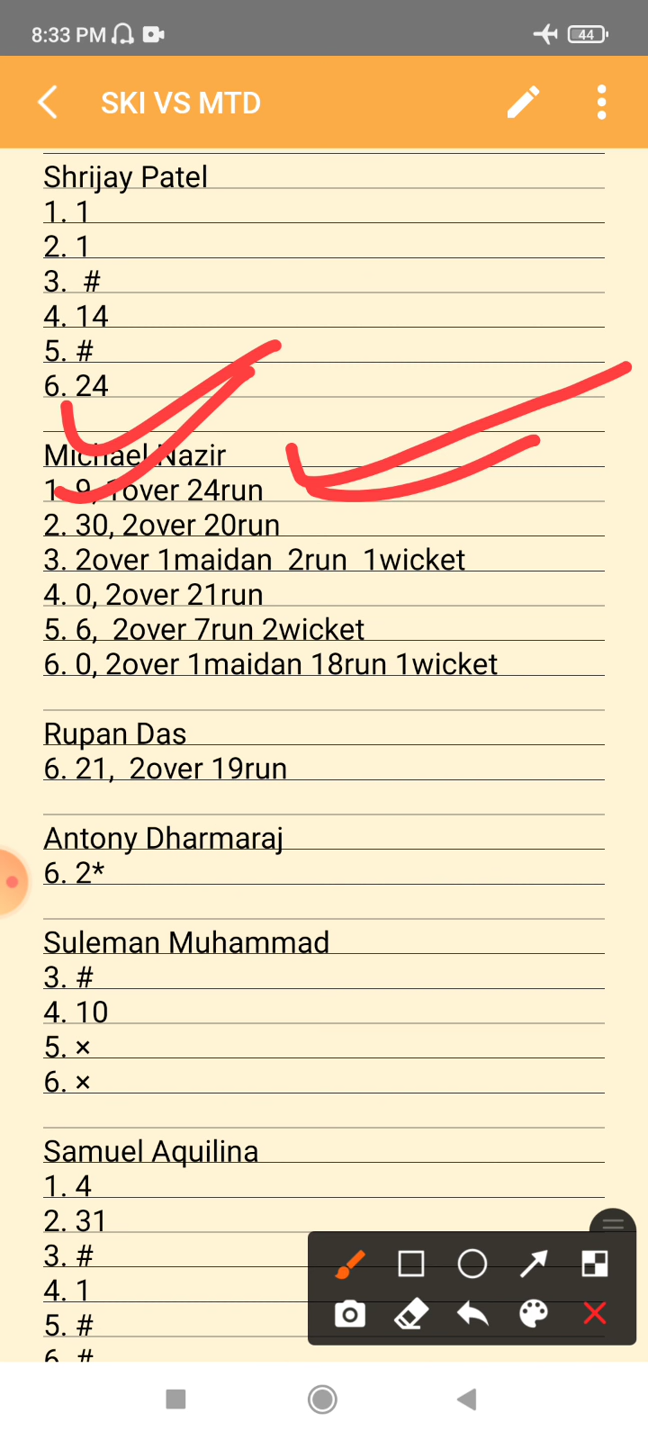 8:33 PM
44
SKI VS MTD
Shrijay Patel
1. 1
2. 1
3.  #
4. 14
5. #
6. 24
Michael Nazir
1. 9, 1over 24run
2. 30, 2over 20run
3. 2over 1maidan  2run  1wicket
4. 0, 2over 21run
5. 6,  2over 7run 2wicket
6. 0, 2over 1maidan 18run 1wicket
Rupan Das
6. 21,  2over 19run
Antony Dharmaraj
6. 2*
Suleman Muhammad
3. #
4. 10
5. ×
6. ×
Samuel Aquilina
1. 4
2. 31
3. #
4. 1
5. #
6. #